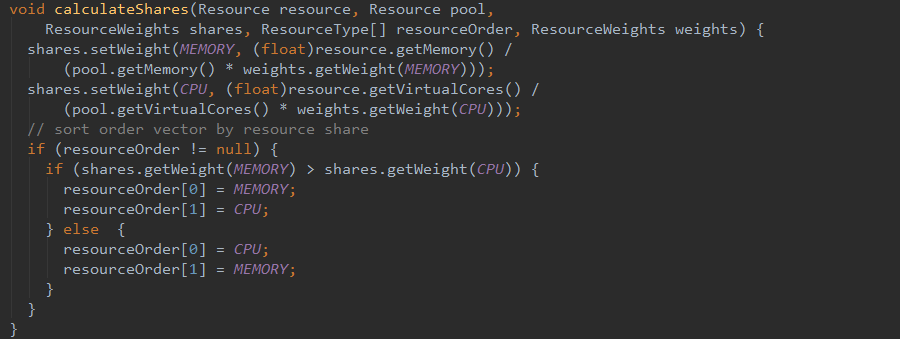 void calculateShares(Resource resource, Resource pool,
    ResourceWeights shares, ResourceType[] resourceOrder, ResourceWeights weights) {
  shares.setWeight(MEMORY, (float)resource.getMemory() /
      (pool.getMemory() * weights.getWeight(MEMORY)));
  shares.setWeight(CPU, (float)resource.getVirtualCores() /
      (pool.getVirtualCores() * weights.getWeight(CPU)));
  // sort order vector by resource share
  if (resourceOrder != null) {
    if (shares.getWeight(MEMORY) > shares.getWeight(CPU)) {
      resourceOrder[0] = MEMORY;
      resourceOrder[1] = CPU;
    } else  {
      resourceOrder[0] = CPU;
      resourceOrder[1] = MEMORY;
    }
  }
}